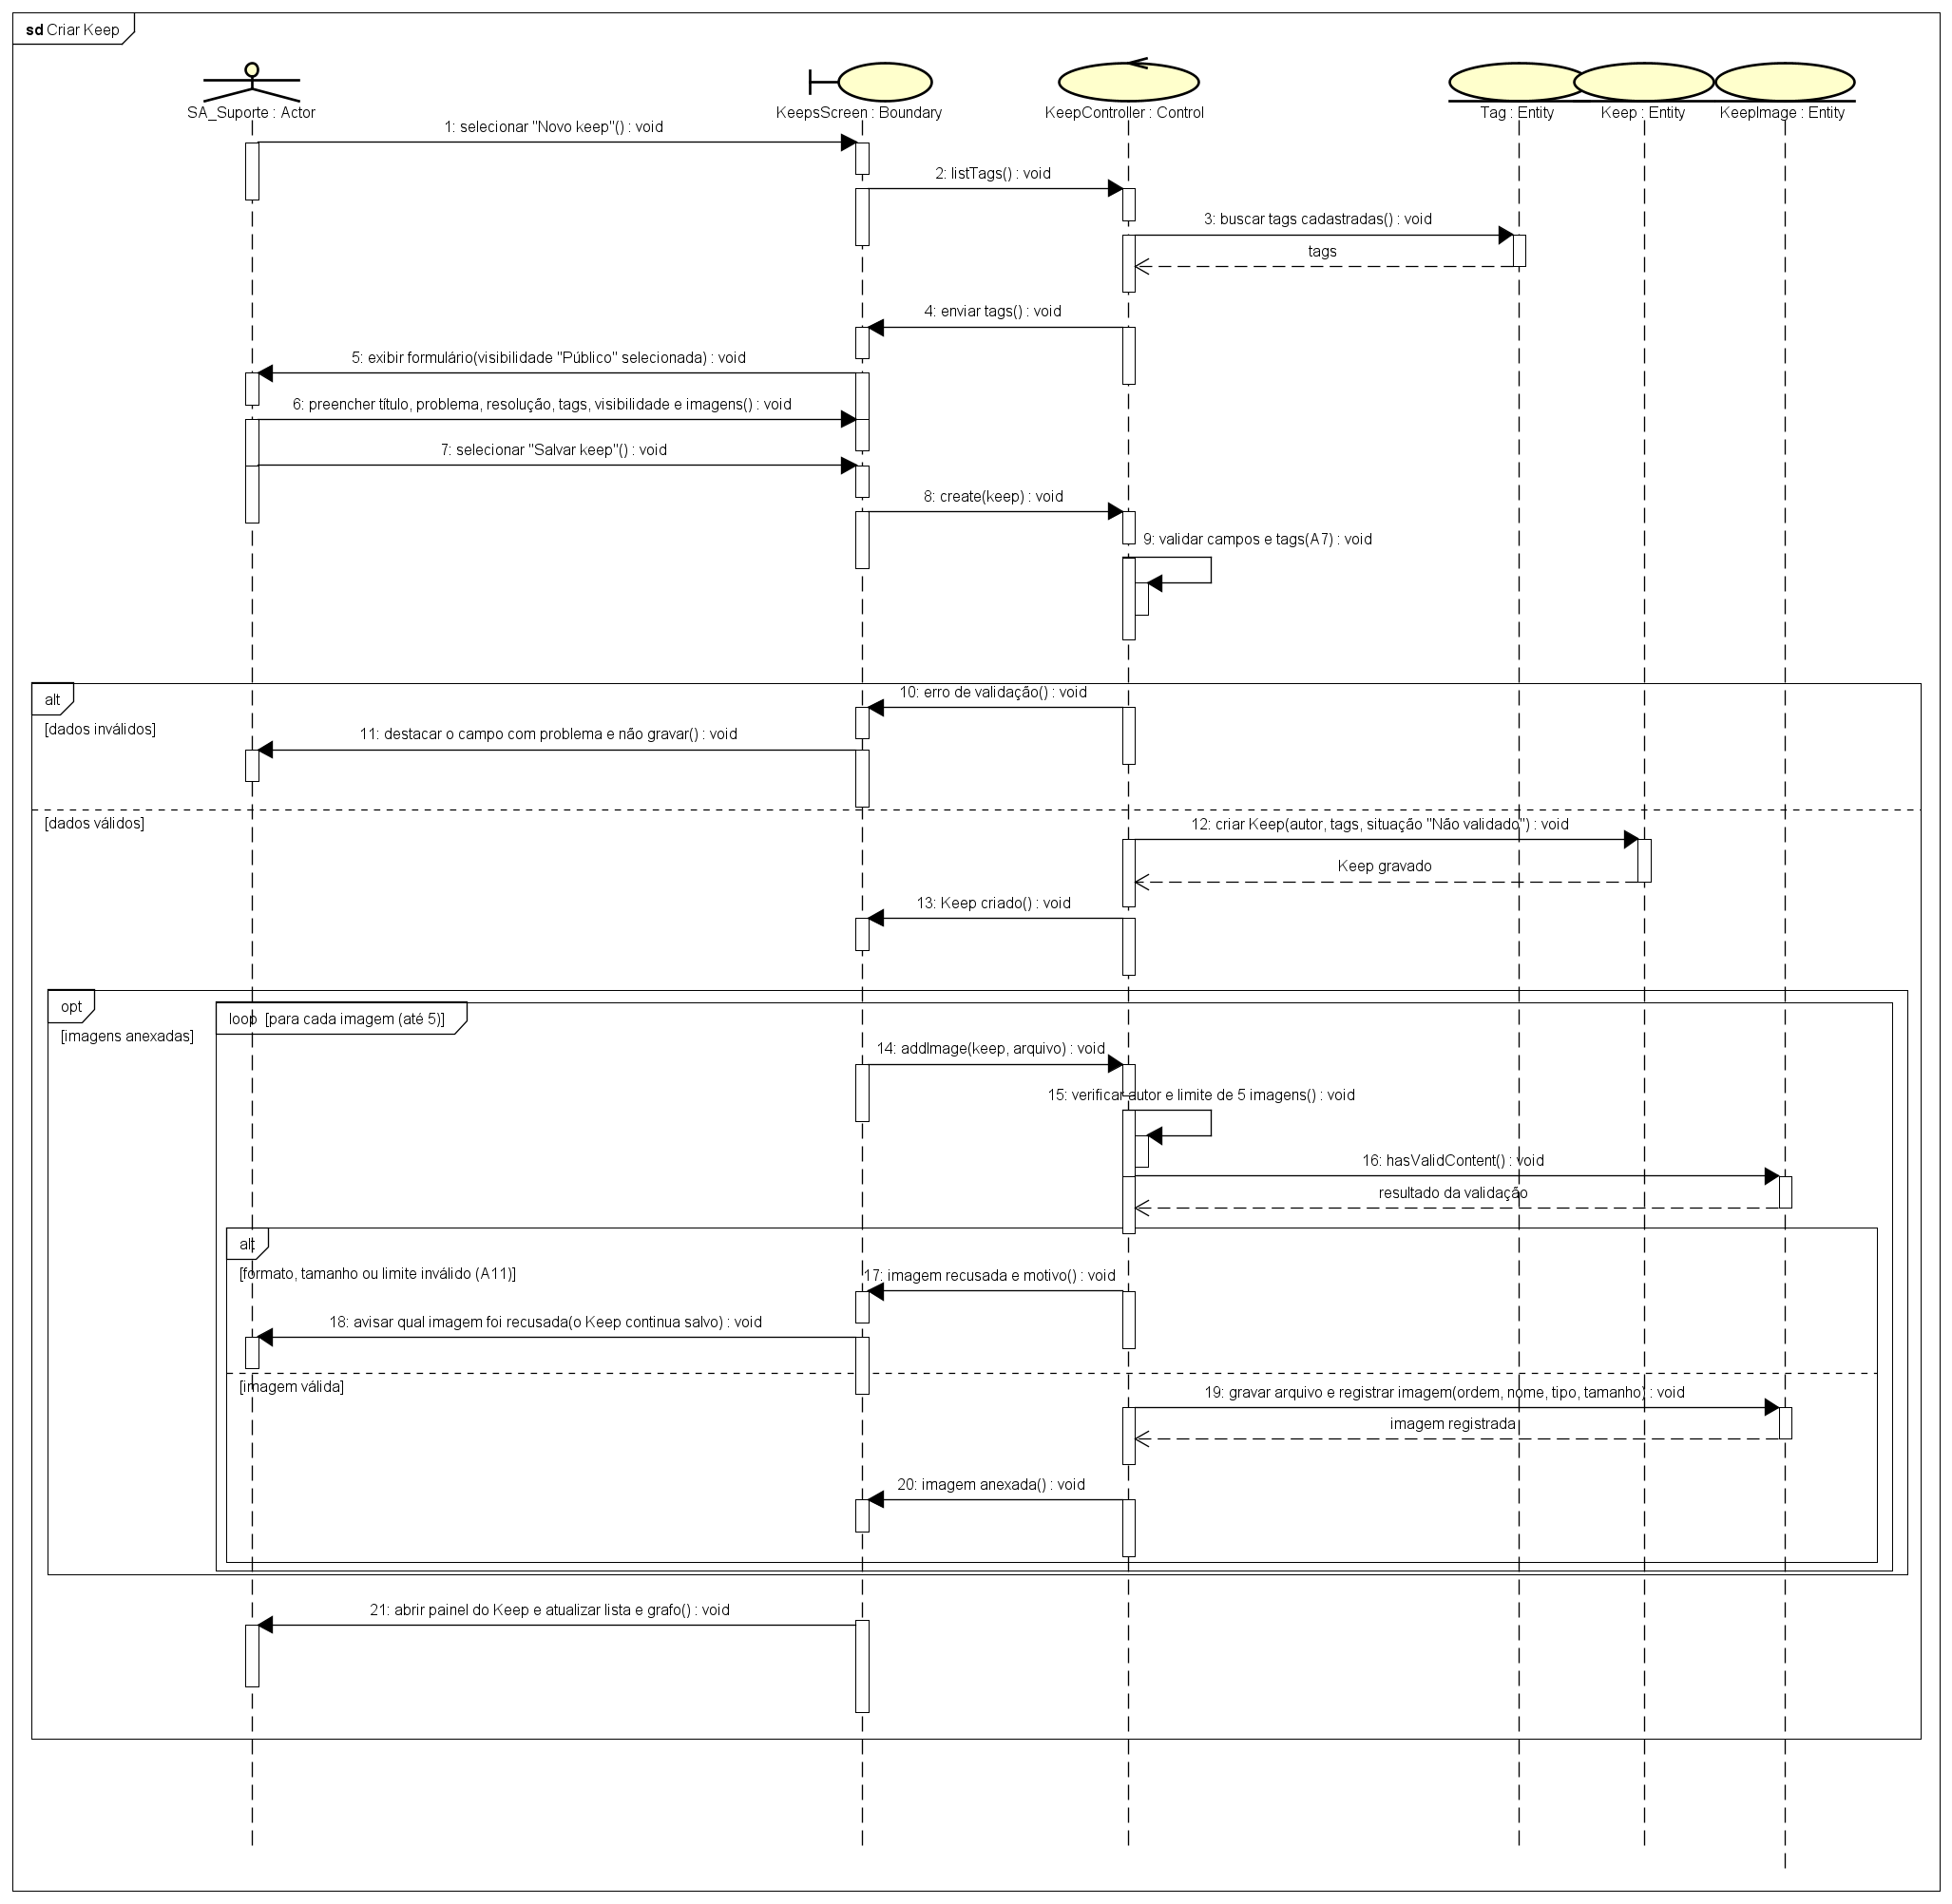 sd Criar Keep
SA_Suporte : Actor
KeepsScreen : Boundary
KeepController : Control
Tag : Entity
Keep : Entity
KeepImage : Entity
1: selecionar "Novo keep"() : void
2: listTags() : void
3: buscar tags cadastradas() : void
tags
4: enviar tags() : void
5: exibir formulário(visibilidade "Público" selecionada) : void
6: preencher título, problema, resolução, tags, visibilidade e imagens() : void
7: selecionar "Salvar keep"() : void
8: create(keep) : void
9: validar campos e tags(A7) : void
alt
10: erro de validação() : void
[dados inválidos]
11: destacar o campo com problema e não gravar() : void
[dados válidos]
12: criar Keep(autor, tags, situação "Não validado") : void
Keep gravado
13: Keep criado() : void
opt
loop [para cada imagem (até 5)]
[imagens anexadas]
14: addImage(keep, arquivo) : void
15: verificar autor e limite de 5 imagens() : void
16: hasValidContent() : void
resultado da validação
alt
[formato, tamanho ou limite inválido (A11)]
17: imagem recusada e motivo() : void
18: avisar qual imagem foi recusada(o Keep continua salvo) : void
[imagem válida]
19: gravar arquivo e registrar imagem(ordem, nome, tipo, tamanho) : void
imagem registrada
20: imagem anexada() : void
21: abrir painel do Keep e atualizar lista e grafo() : void